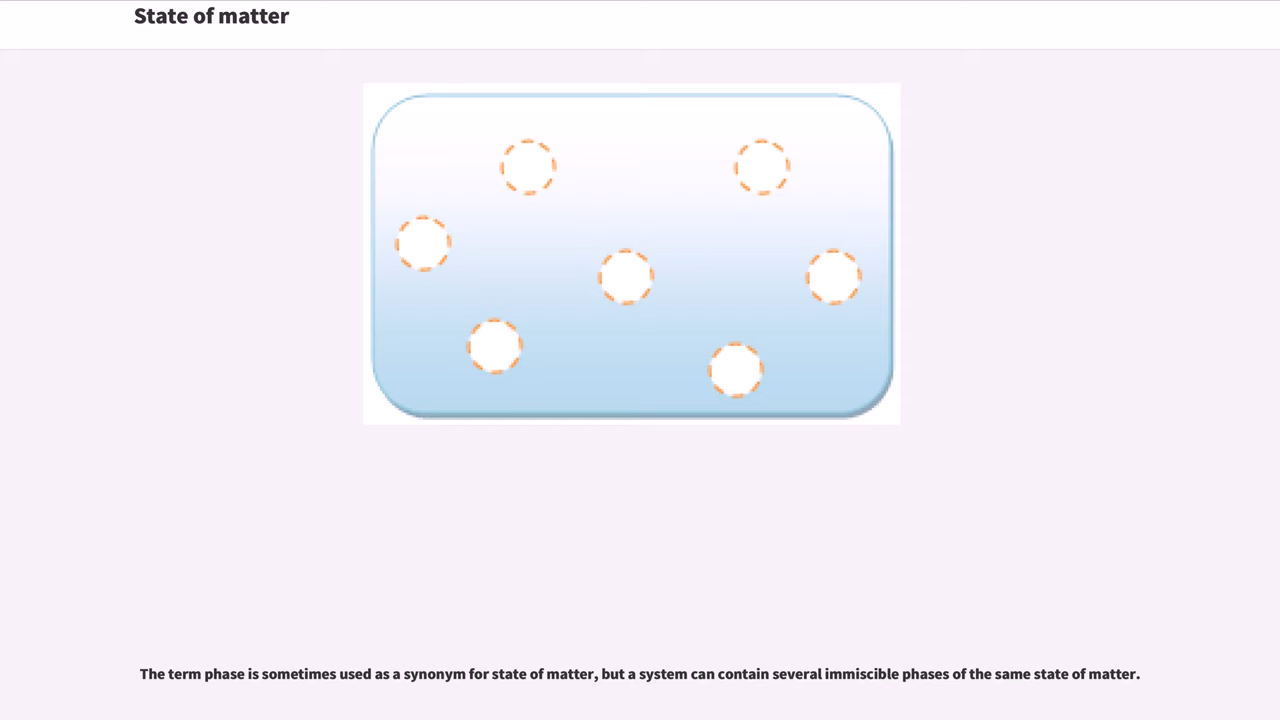 State of matter
The term phase is sometimes used as a synonym for state of matter, but a system can contain several immiscible phases of the same state of matter.